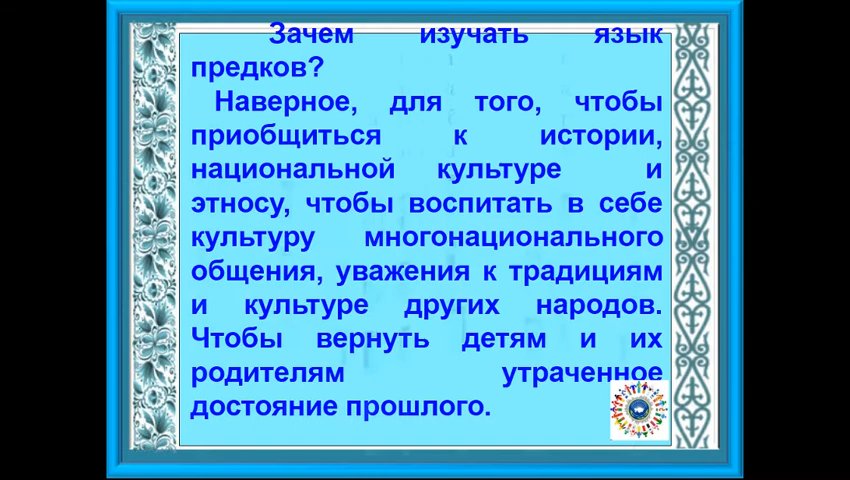 Зачем изучать язык
предков?
Наверное, для того, чтобы
приобщиться к истории,
национальной культуре и
этносу, чтобы воспитать в себе
культуру многонационального
общения, уважения к традициям
и культуре других народов.
Чтобы вернуть детям и их
родителям утраченное
достояние прошлого.